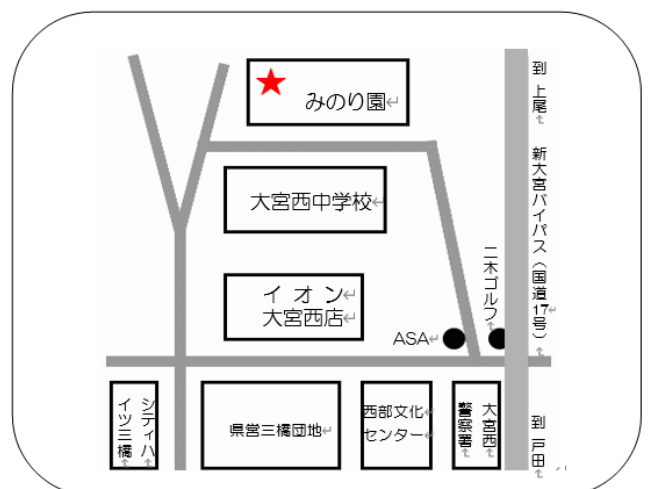 みのり園
到 上尾
新大宮バイパス（国道17号）
大宮西中学校
二木ゴルフ
イオン
大宮西店
ASA
シティハ
イツ三橋
県営三橋団地
西部文化
センター
大宮西
警察署
到 戸田